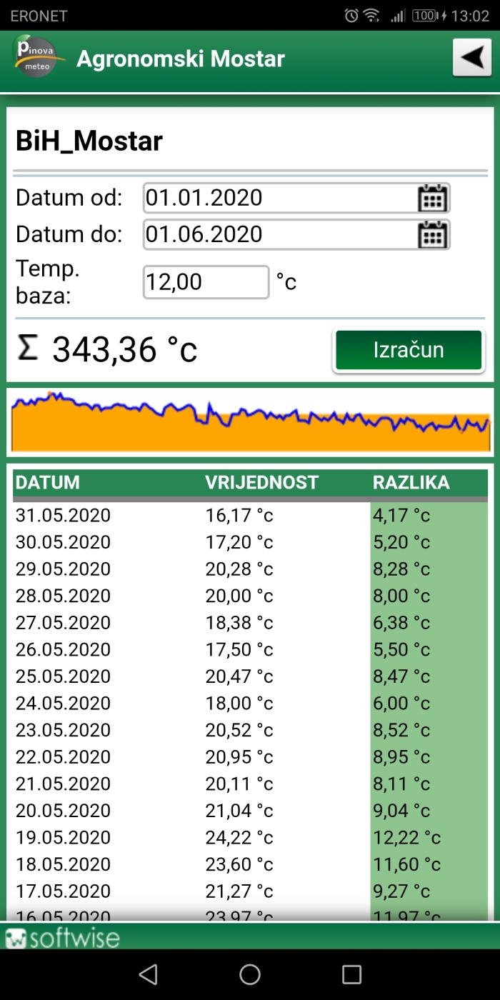 ERONET 100 13:02
Pinova
meteo
Agronomski Mostar
BiH_Mostar
Datum od: 01.01.2020
Datum do: 01.06.2020
Temp.
baza: 12,00 °c
Σ 343,36 °c Izračun
DATUM VRIJEDNOST RAZLIKA
31.05.2020 16,17 °c 4,17 °c
30.05.2020 17,20 °c 5,20 °c
29.05.2020 20,28 °c 8,28 °c
28.05.2020 20,00 °c 8,00 °c
27.05.2020 18,38 °c 6,38 °c
26.05.2020 17,50 °c 5,50 °c
25.05.2020 20,47 °c 8,47 °c
24.05.2020 18,00 °c 6,00 °c
23.05.2020 20,52 °c 8,52 °c
22.05.2020 20,95 °c 8,95 °c
21.05.2020 20,11 °c 8,11 °c
20.05.2020 21,04 °c 9,04 °c
19.05.2020 24,22 °c 12,22 °c
18.05.2020 23,60 °c 11,60 °c
17.05.2020 21,27 °c 9,27 °c
16.05.2020 23,97 °c 11,97 °c
softwise